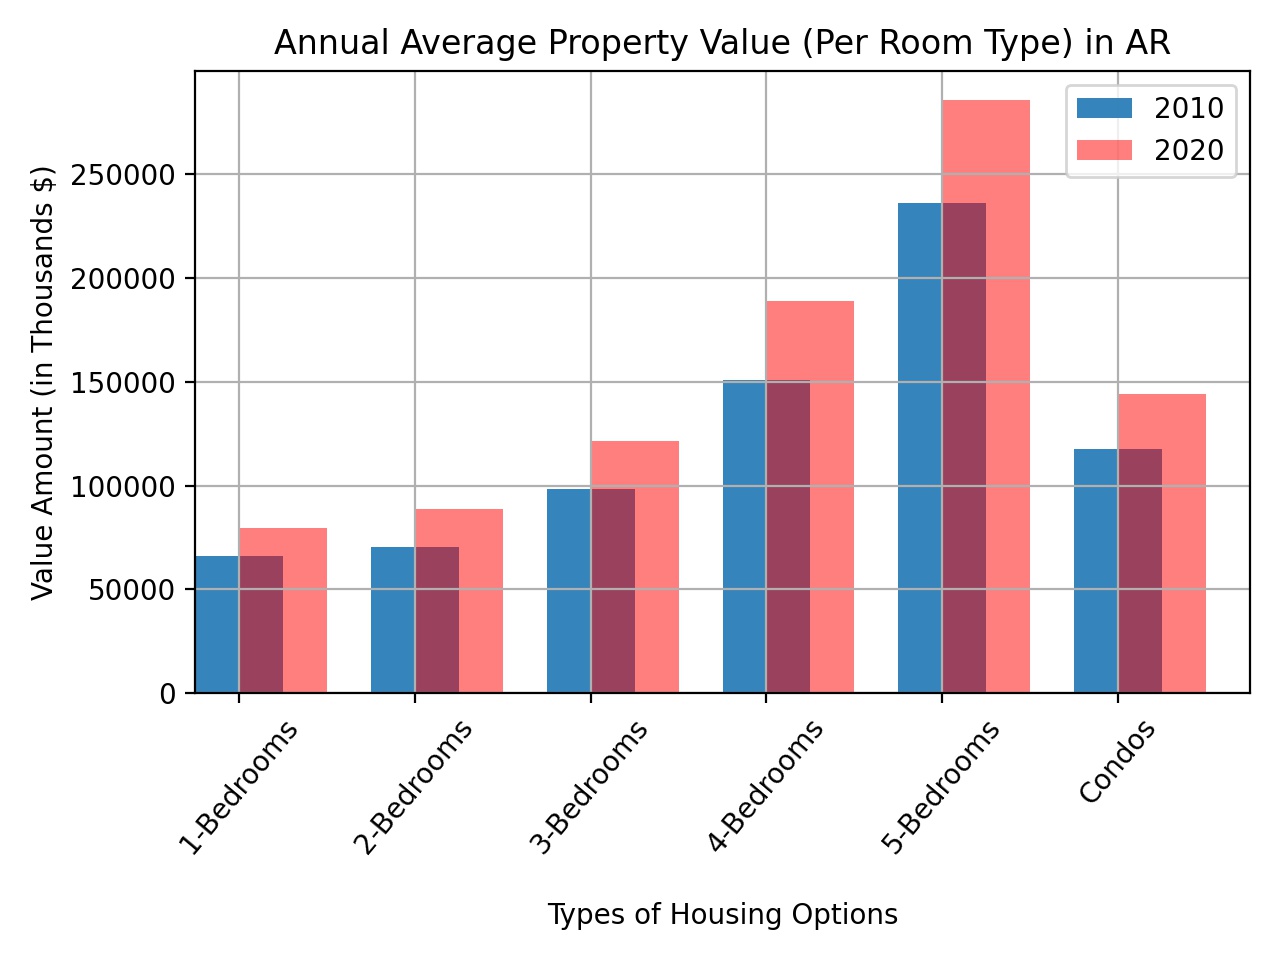 Annual Average Property Value (Per Room Type) in AR
2010
2020
Value Amount (in Thousands $)
250000
200000
150000
100000
50000
0
1-Bedrooms
2-Bedrooms
3-Bedrooms
4-Bedrooms
5-Bedrooms
Condos
Types of Housing Options